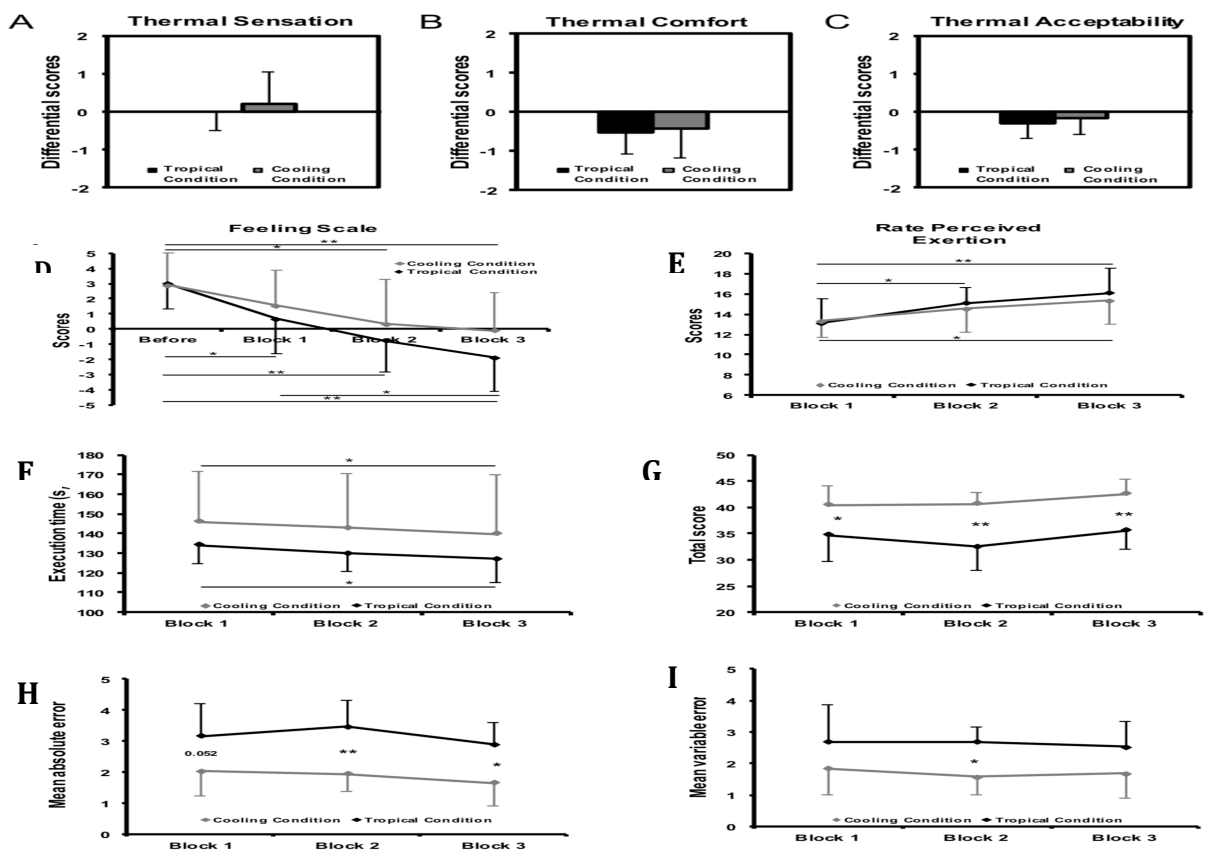 A
Thermal Sensation
Differential scores
2
1
0
-1
-2
Tropical Condition
Cooling Condition
B
Thermal Comfort
Differential scores
2
1
0
-1
-2
Tropical Condition
Cooling Condition
C
Thermal Acceptability
Differential scores
2
1
0
-1
-2
Tropical Condition
Cooling Condition
D
Feeling Scale
Scores
5
4
3
2
1
0
-1
-2
-3
-4
-5
**
*
Cooling Condition
Tropical Condition
Before
Block 1
Block 2
Block 3
*
**
*
**
E
Rate Perceived
Exertion
Scores
20
18
16
14
12
10
8
6
**
*
*
Cooling Condition
Tropical Condition
Block 1
Block 2
Block 3
F
Execution time (s,
180
170
160
150
140
130
120
110
100
*
*
Cooling Condition
Tropical Condition
Block 1
Block 2
Block 3
G
Total score
50
45
40
35
30
25
20
*
**
**
Cooling Condition
Tropical Condition
Block 1
Block 2
Block 3
H
Mean absolute error
5
4
3
2
1
0
0.052
**
*
Cooling Condition
Tropical Condition
Block 1
Block 2
Block 3
I
Mean variable error
5
4
3
2
1
0
*
Cooling Condition
Tropical Condition
Block 1
Block 2
Block 3